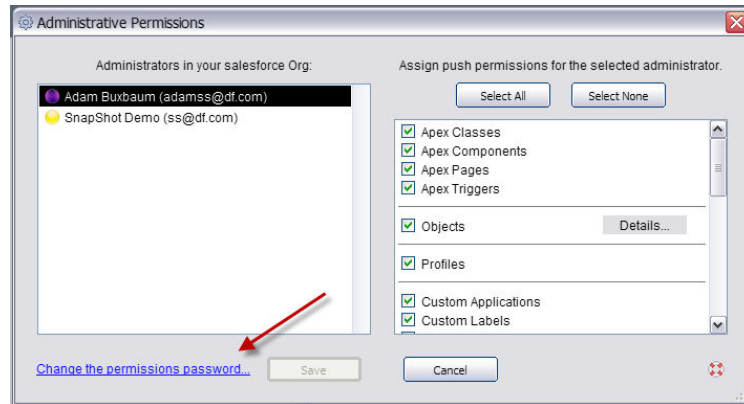 Administrative Permissions
Administrators in your salesforce Org:
Adam Buxbaum (adamss@df.com)
SnapShot Demo (ss@df.com)
Assign push permissions for the selected administrator.
Select All
Select None
Apex Classes
Apex Components
Apex Pages
Apex Triggers
Objects
Details...
Profiles
Custom Applications
Custom Labels
Change the permissions password...
Save
Cancel